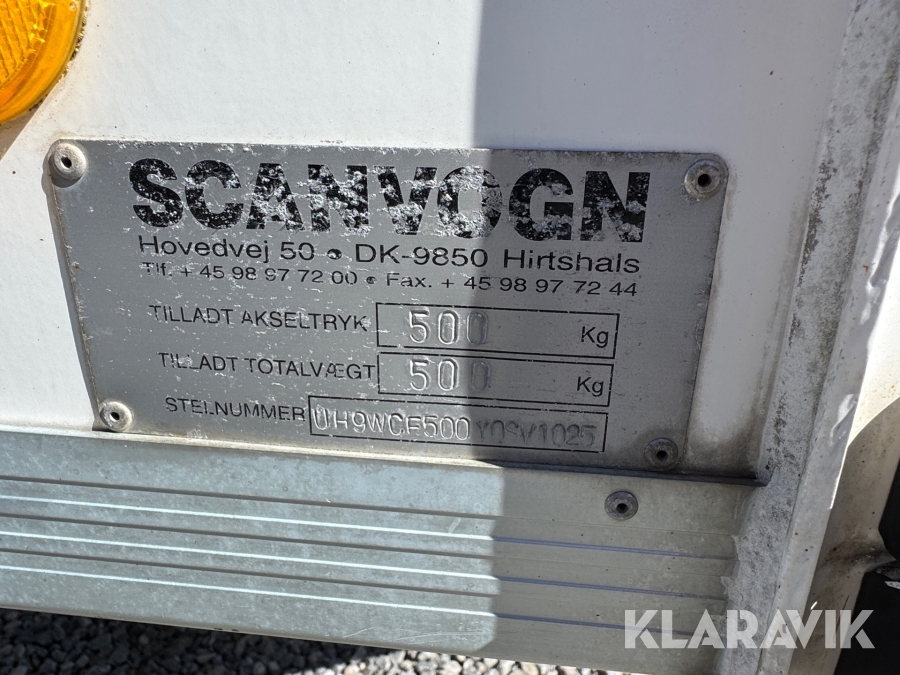 SCANVOGN
Hovedvej 50 • DK-9850 Hirtshals
Tlf. + 45 98 97 72 00 • Fax. + 45 98 97 72 44
TILLADT AKSELTRYK 500 Kg
TILLADT TOTALVÆGT 500 Kg
STELNUMMER UH9WCF500YOSV1025
KLARAVIK